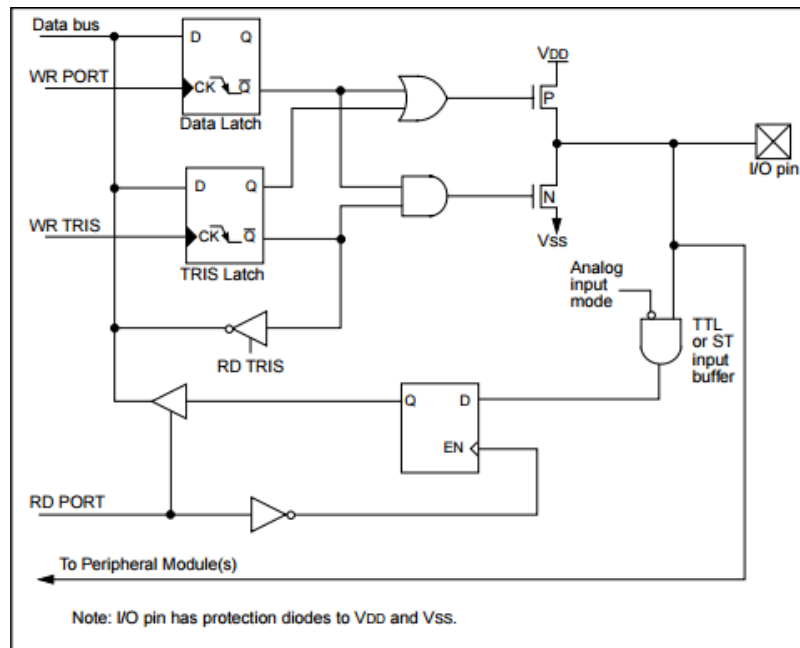 Data bus
D Q
VDD
WR PORT
CK Q
P
Data Latch
I/O pin
D Q
N
WR TRIS
CK Q
VSS
TRIS Latch
Analog
input
mode
TTL
or ST
input
buffer
RD TRIS
Q D
EN
RD PORT
To Peripheral Module(s)
Note: I/O pin has protection diodes to VDD and VSS.